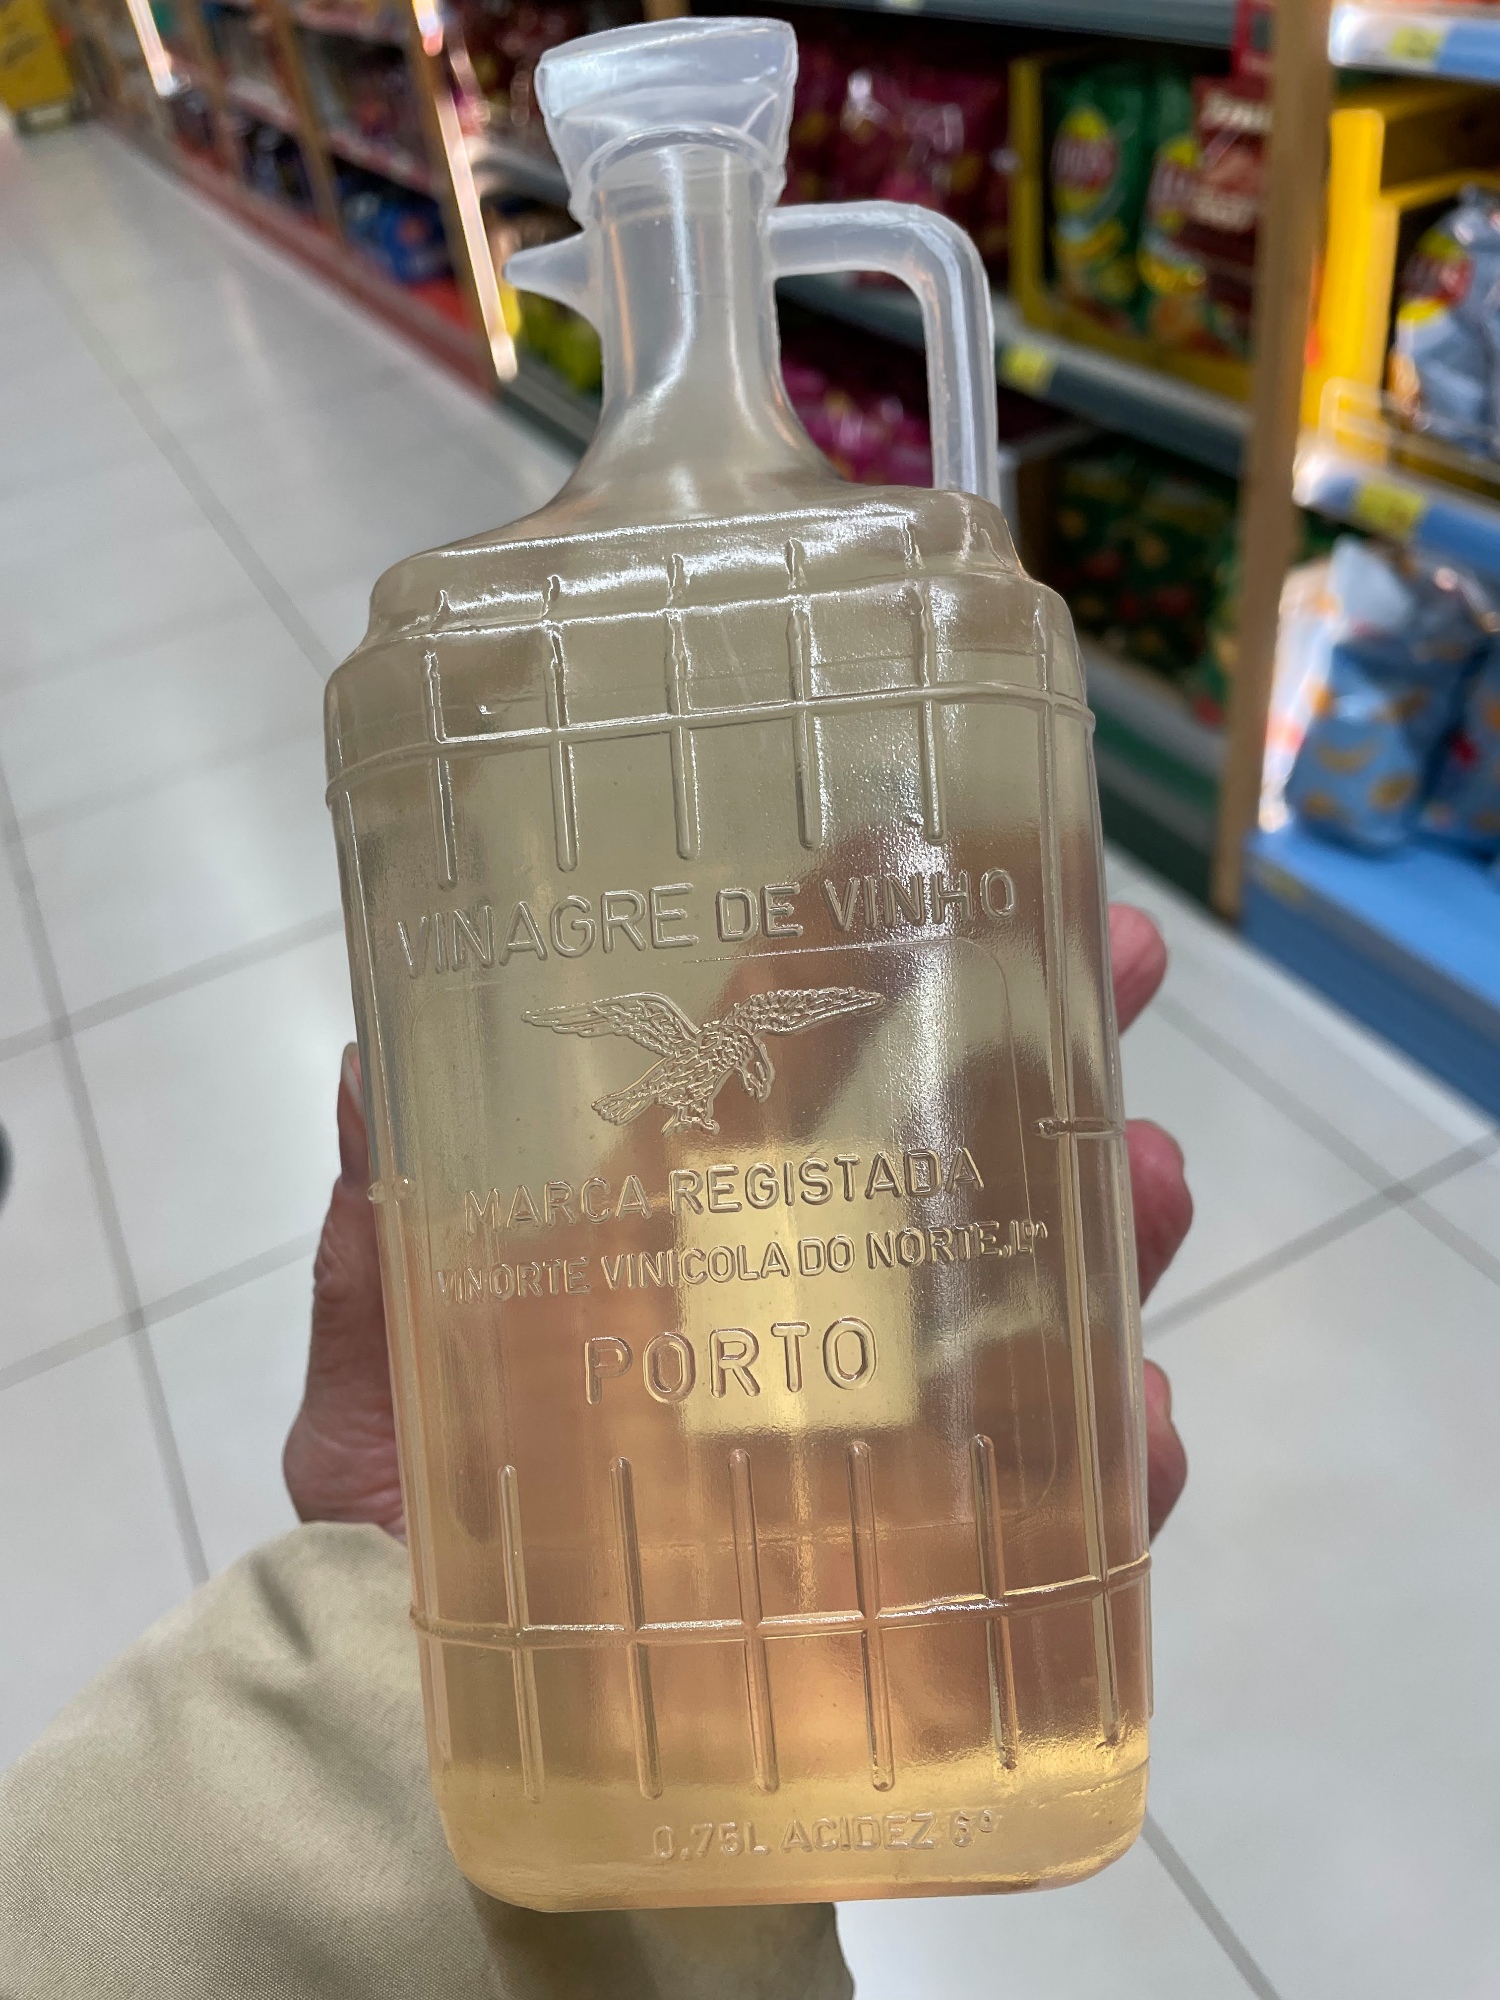 VINAGRE DE VINHO
MARCA REGISTADA
VINORTE VINICOLA DO NORTE, Lᴰᴬ
PORTO
0.75L ACIDEZ 6º